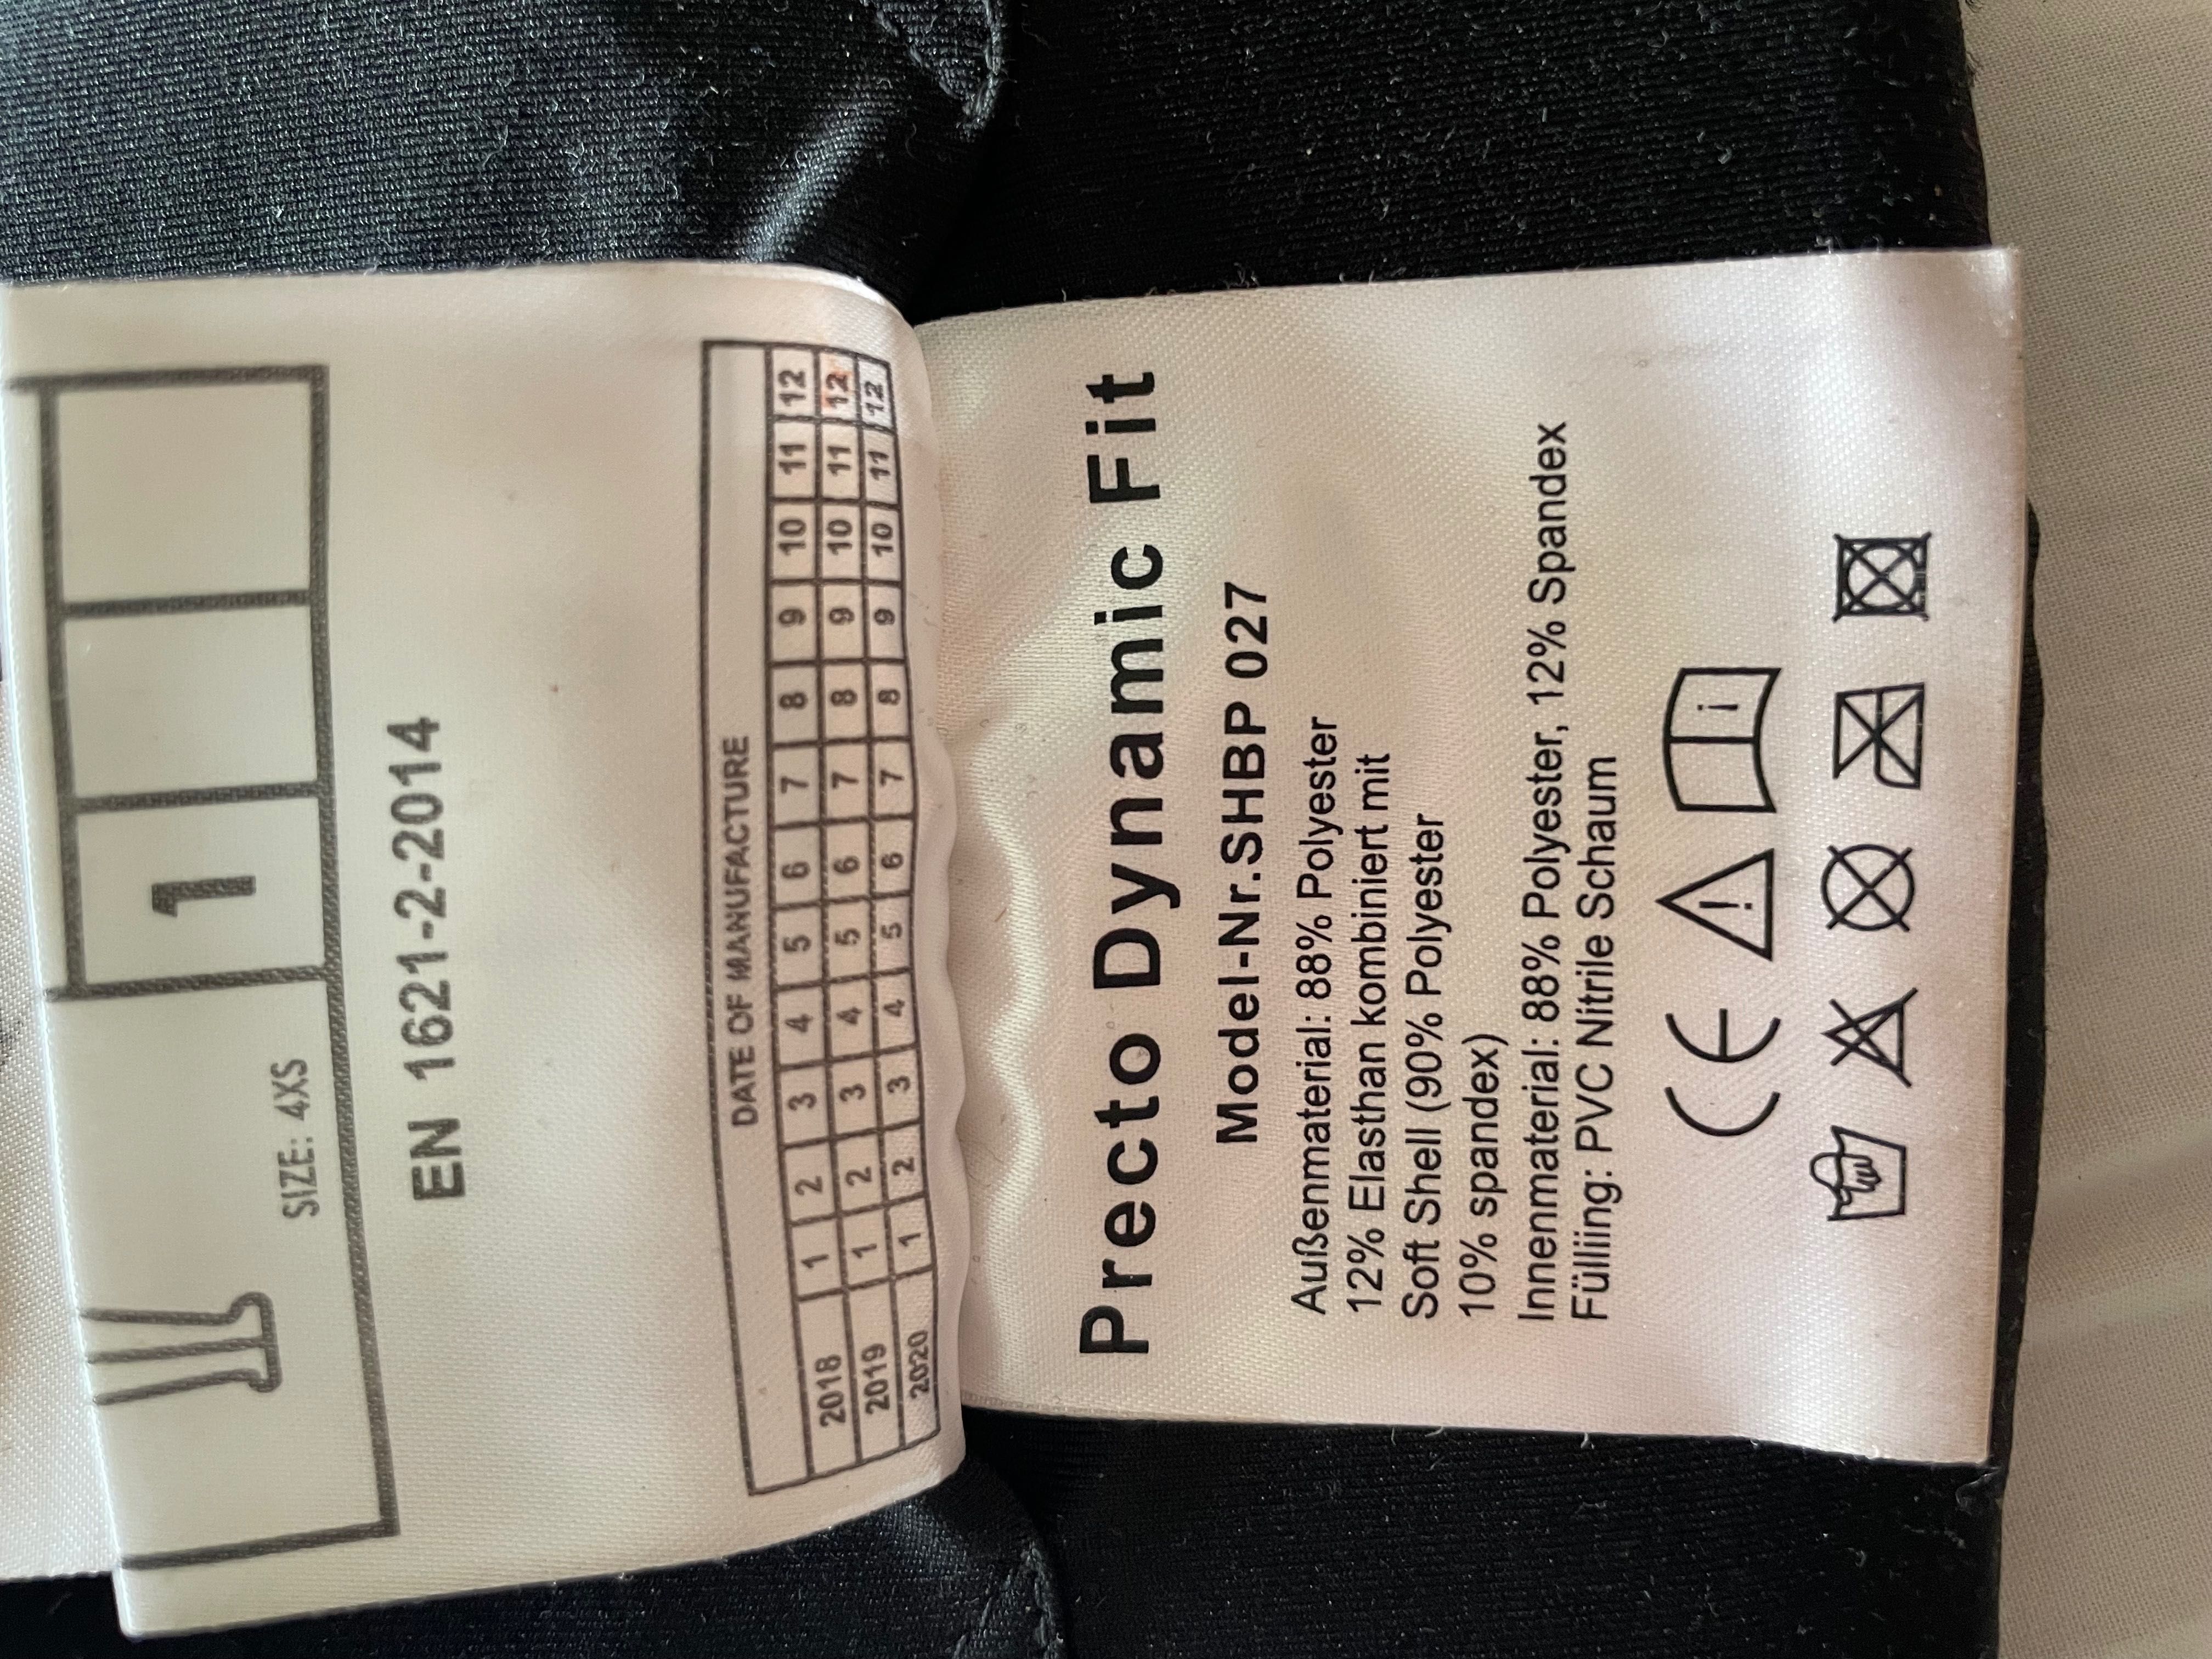 1
SIZE: 4XS
EN 1621-2-2014
DATE OF MANUFACTURE
2018 1 2 3 4 5 6 7 8 9 10 11 12
2019 1 2 3 4 5 6 7 8 9 10 11 12
2020 1 2 3 4 5 6 7 8 9 10 11 12
Precto Dynamic Fit
Model-Nr.SHBP 027
Außenmaterial: 88% Polyester
12% Elasthan kombiniert mit
Soft Shell (90% Polyester
10% spandex)
Innenmaterial: 88% Polyester, 12% Spandex
Fülliing: PVC Nitrile Schaum
CE ! i